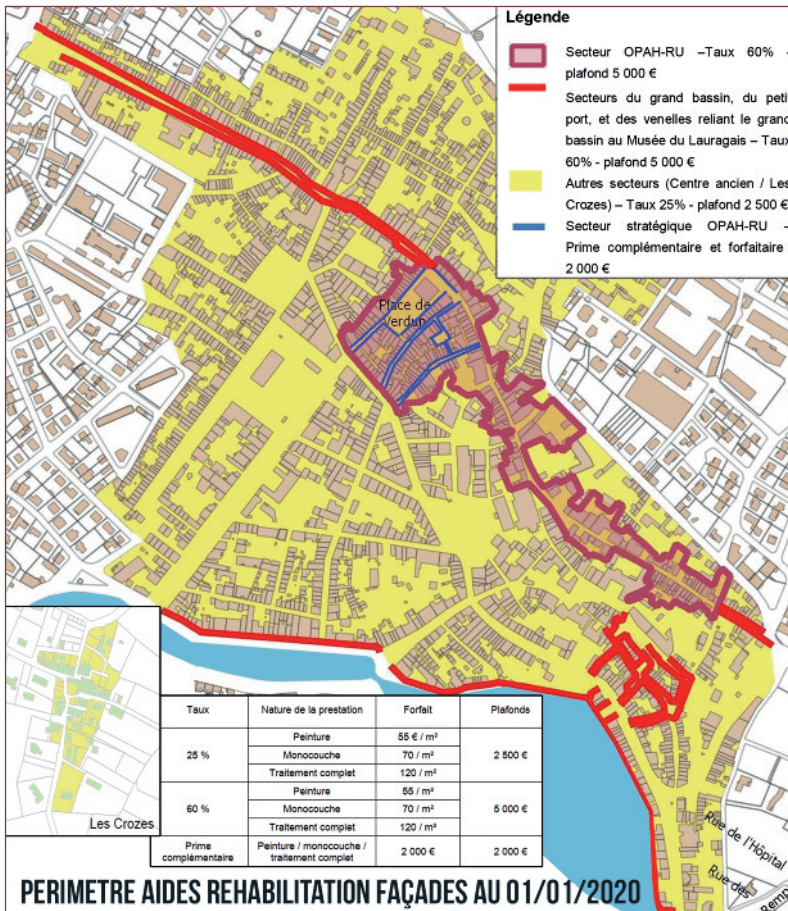 Légende
Secteur OPAH-RU –Taux 60% -
plafond 5 000 €
Secteurs du grand bassin, du petit
port, et des venelles reliant le grand
bassin au Musée du Lauragais – Taux
60% - plafond 5 000 €
Autres secteurs (Centre ancien / Les
Crozes) – Taux 25% - plafond 2 500 €
Secteur stratégique OPAH-RU –
Prime complémentaire et forfaitaire
2 000 €
Place de
Verdun
Les Crozes
Taux Nature de la prestation Forfait Plafonds
25 % Peinture 55 € / m² 2 500 €
Monocouche 70 / m²
Traitement complet 120 / m²
60 % Peinture 55 / m² 5 000 €
Monocouche 70 / m²
Traitement complet 120 / m²
Prime complémentaire Peinture / monocouche / traitement complet 2 000 € 2 000 €
Rue de l'Hôpital
Rue des
PERIMETRE AIDES REHABILITATION FAÇADES AU 01/01/2020